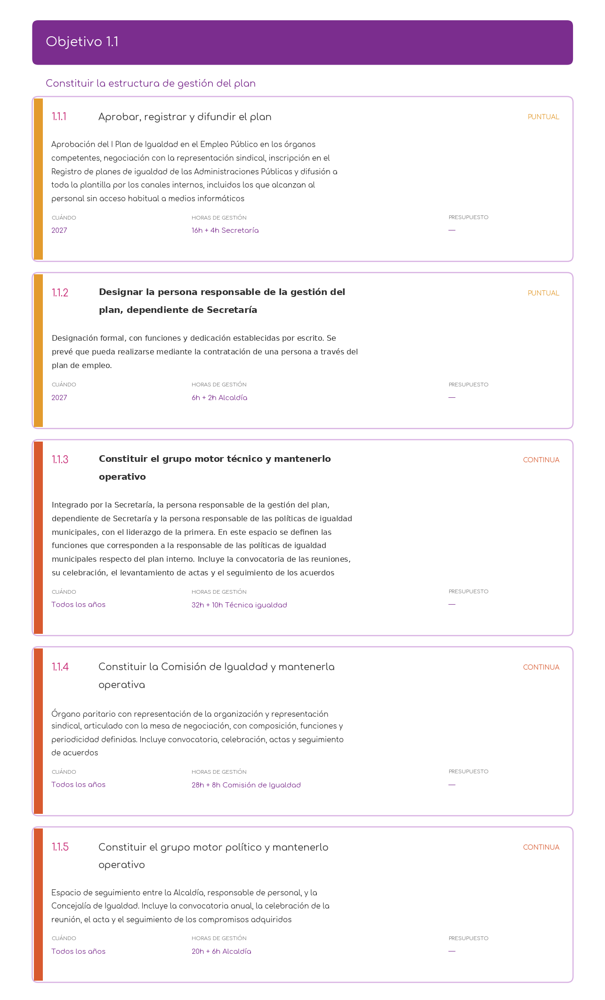 Objetivo 1.1
Constituir la estructura de gestión del plan
1.1.1 Aprobar, registrar y difundir el plan PUNTUAL
Aprobación del I Plan de Igualdad en el Empleo Público en los órganos
competentes, negociación con la representación sindical, inscripción en el
Registro de planes de igualdad de las Administraciones Públicas y difusión a
toda la plantilla por los canales internos, incluidos los que alcanzan al
personal sin acceso habitual a medios informáticos
CUÁNDO HORAS DE GESTIÓN PRESUPUESTO
2027 16h + 4h Secretaría —
1.1.2 Designar la persona responsable de la gestión del PUNTUAL
plan, dependiente de Secretaría
Designación formal, con funciones y dedicación establecidas por escrito. Se
prevé que pueda realizarse mediante la contratación de una persona a través del
plan de empleo.
CUÁNDO HORAS DE GESTIÓN PRESUPUESTO
2027 6h + 2h Alcaldía —
1.1.3 Constituir el grupo motor técnico y mantenerlo CONTINUA
operativo
Integrado por la Secretaría, la persona responsable de la gestión del plan,
dependiente de Secretaría y la persona responsable de las políticas de igualdad
municipales, con el liderazgo de la primera. En este espacio se definen las
funciones que corresponden a la responsable de las políticas de igualdad
municipales respecto del plan interno. Incluye la convocatoria de las reuniones,
su celebración, el levantamiento de actas y el seguimiento de los acuerdos
CUÁNDO HORAS DE GESTIÓN PRESUPUESTO
Todos los años 32h + 10h Técnica igualdad —
1.1.4 Constituir la Comisión de Igualdad y mantenerla CONTINUA
operativa
Órgano paritario con representación de la organización y representación
sindical, articulado con la mesa de negociación, con composición, funciones y
periodicidad definidas. Incluye convocatoria, celebración, actas y seguimiento
de acuerdos
CUÁNDO HORAS DE GESTIÓN PRESUPUESTO
Todos los años 28h + 8h Comisión de Igualdad —
1.1.5 Constituir el grupo motor político y mantenerlo CONTINUA
operativo
Espacio de seguimiento entre la Alcaldía, responsable de personal, y la
Concejalía de Igualdad. Incluye la convocatoria anual, la celebración de la
reunión, el acta y el seguimiento de los compromisos adquiridos
CUÁNDO HORAS DE GESTIÓN PRESUPUESTO
Todos los años 20h + 6h Alcaldía —